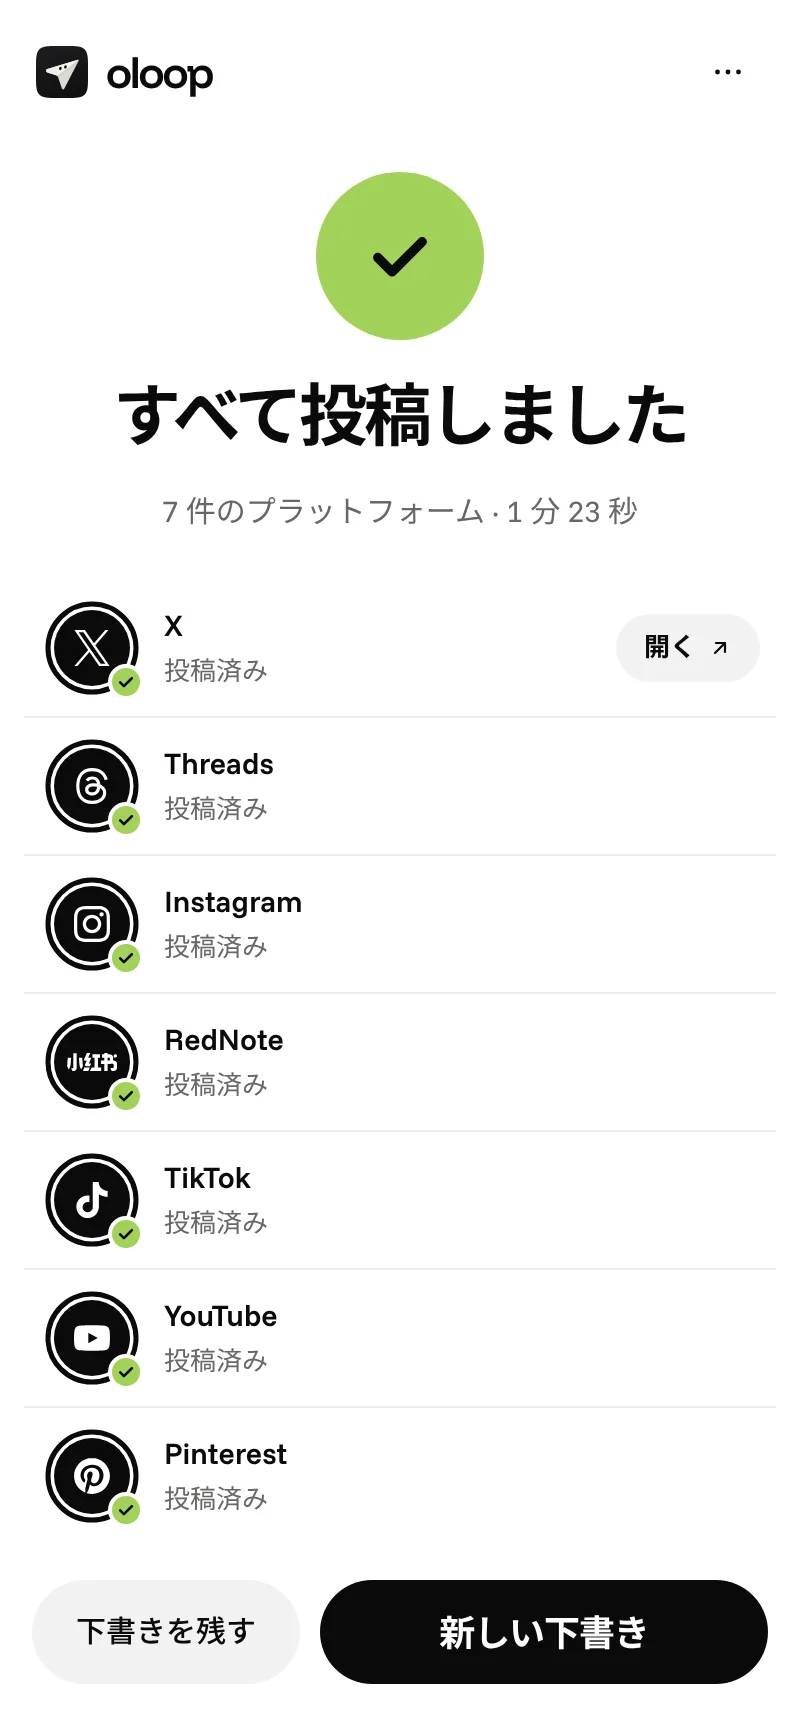 oloop
すべて投稿しました
7 件のプラットフォーム · 1 分 23 秒
X
投稿済み
開く
Threads
投稿済み
Instagram
投稿済み
小红书
RedNote
投稿済み
TikTok
投稿済み
YouTube
投稿済み
Pinterest
投稿済み
下書きを残す
新しい下書き